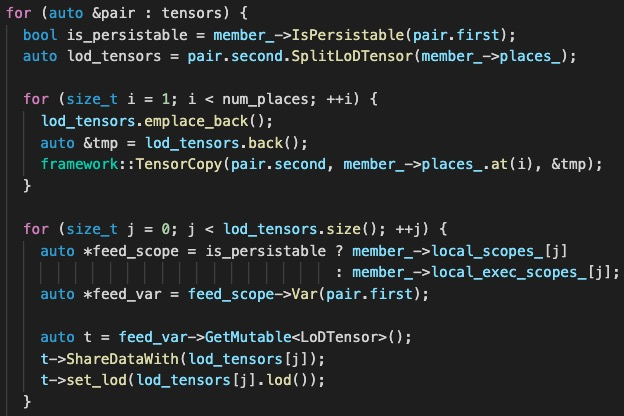 for (auto &pair : tensors) {
  bool is_persistable = member_->IsPersistable(pair.first);
  auto lod_tensors = pair.second.SplitLoDTensor(member_->places_);

  for (size_t i = 1; i < num_places; ++i) {
    lod_tensors.emplace_back();
    auto &tmp = lod_tensors.back();
    framework::TensorCopy(pair.second, member_->places_.at(i), &tmp);
  }

  for (size_t j = 0; j < lod_tensors.size(); ++j) {
    auto *feed_scope = is_persistable ? member_->local_scopes_[j]
                                      : member_->local_exec_scopes_[j];
    auto *feed_var = feed_scope->Var(pair.first);

    auto t = feed_var->GetMutable<LoDTensor>();
    t->ShareDataWith(lod_tensors[j]);
    t->set_lod(lod_tensors[j].lod());
  }